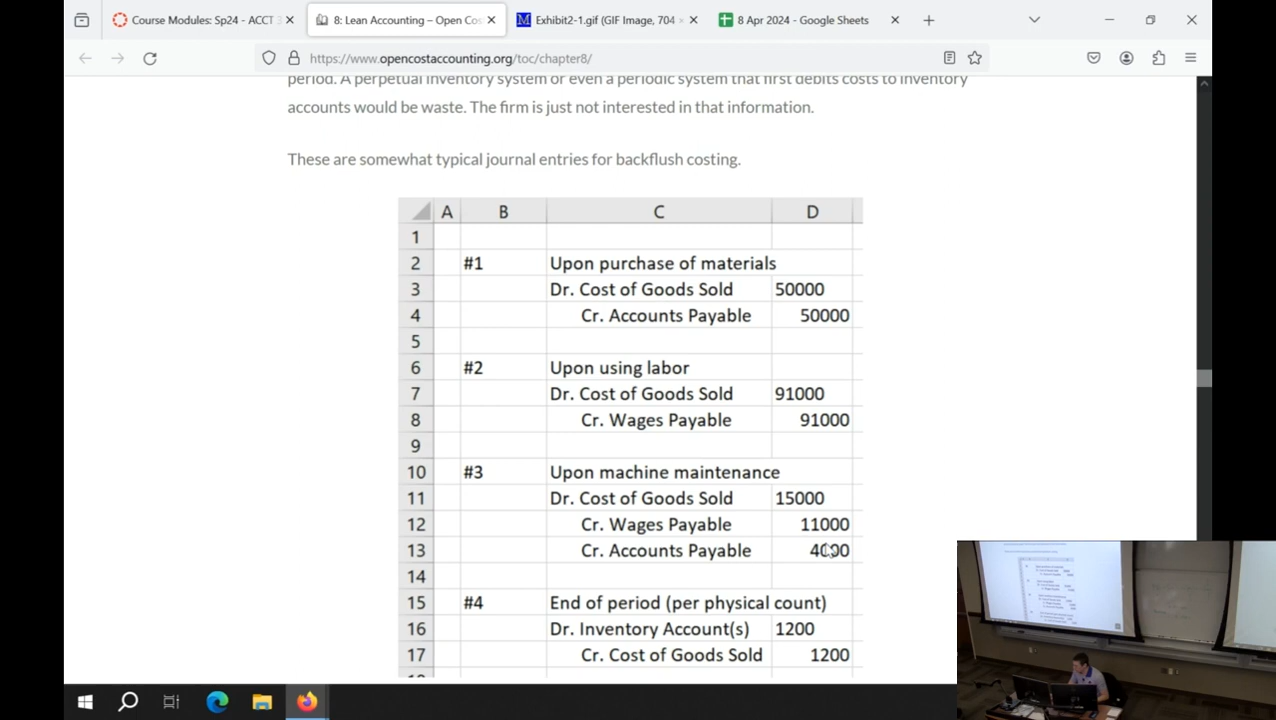 Course Modules: Sp24 - ACCT 3
8: Lean Accounting – Open Cos
Exhibit2-1.gif (GIF Image, 704 ×
8 Apr 2024 - Google Sheets
https://www.opencostaccounting.org/toc/chapter8/
period. A perpetual inventory system or even a periodic system that first debits costs to inventory
accounts would be waste. The firm is just not interested in that information.
These are somewhat typical journal entries for backflush costing.
A B C D
1
2 #1 Upon purchase of materials
3 Dr. Cost of Goods Sold 50000
4 Cr. Accounts Payable 50000
5
6 #2 Upon using labor
7 Dr. Cost of Goods Sold 91000
8 Cr. Wages Payable 91000
9
10 #3 Upon machine maintenance
11 Dr. Cost of Goods Sold 15000
12 Cr. Wages Payable 11000
13 Cr. Accounts Payable 4000
14
15 #4 End of period (per physical count)
16 Dr. Inventory Account(s) 1200
17 Cr. Cost of Goods Sold 1200